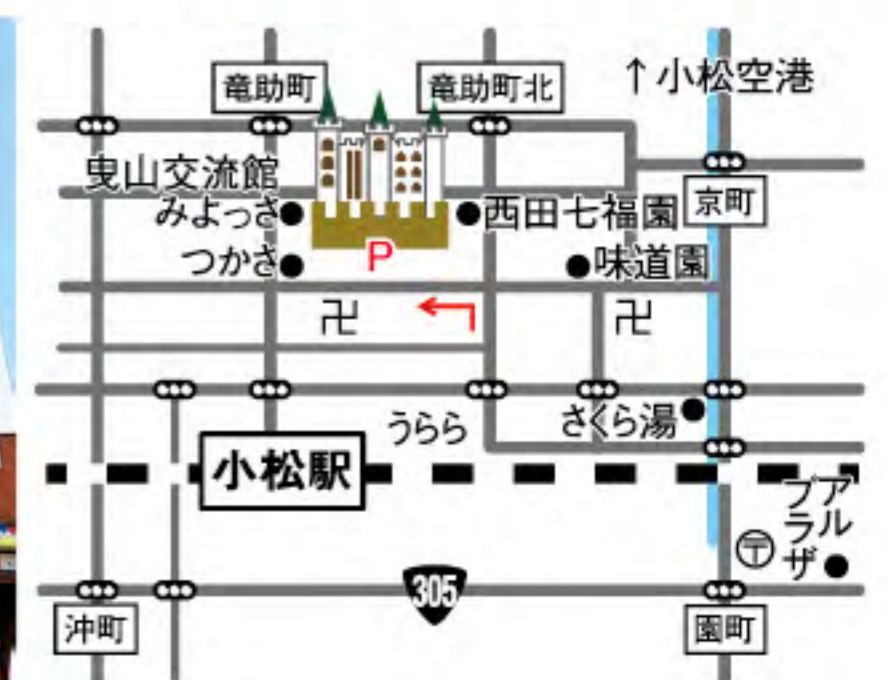 竜助町
竜助町北
↑小松空港
曳山交流館
みよっさ
西田七福園
京町
つかさ
P
味道園
卍
卍
うらら
さくら湯
小松駅
アル
プラザ
〒
305
沖町
園町